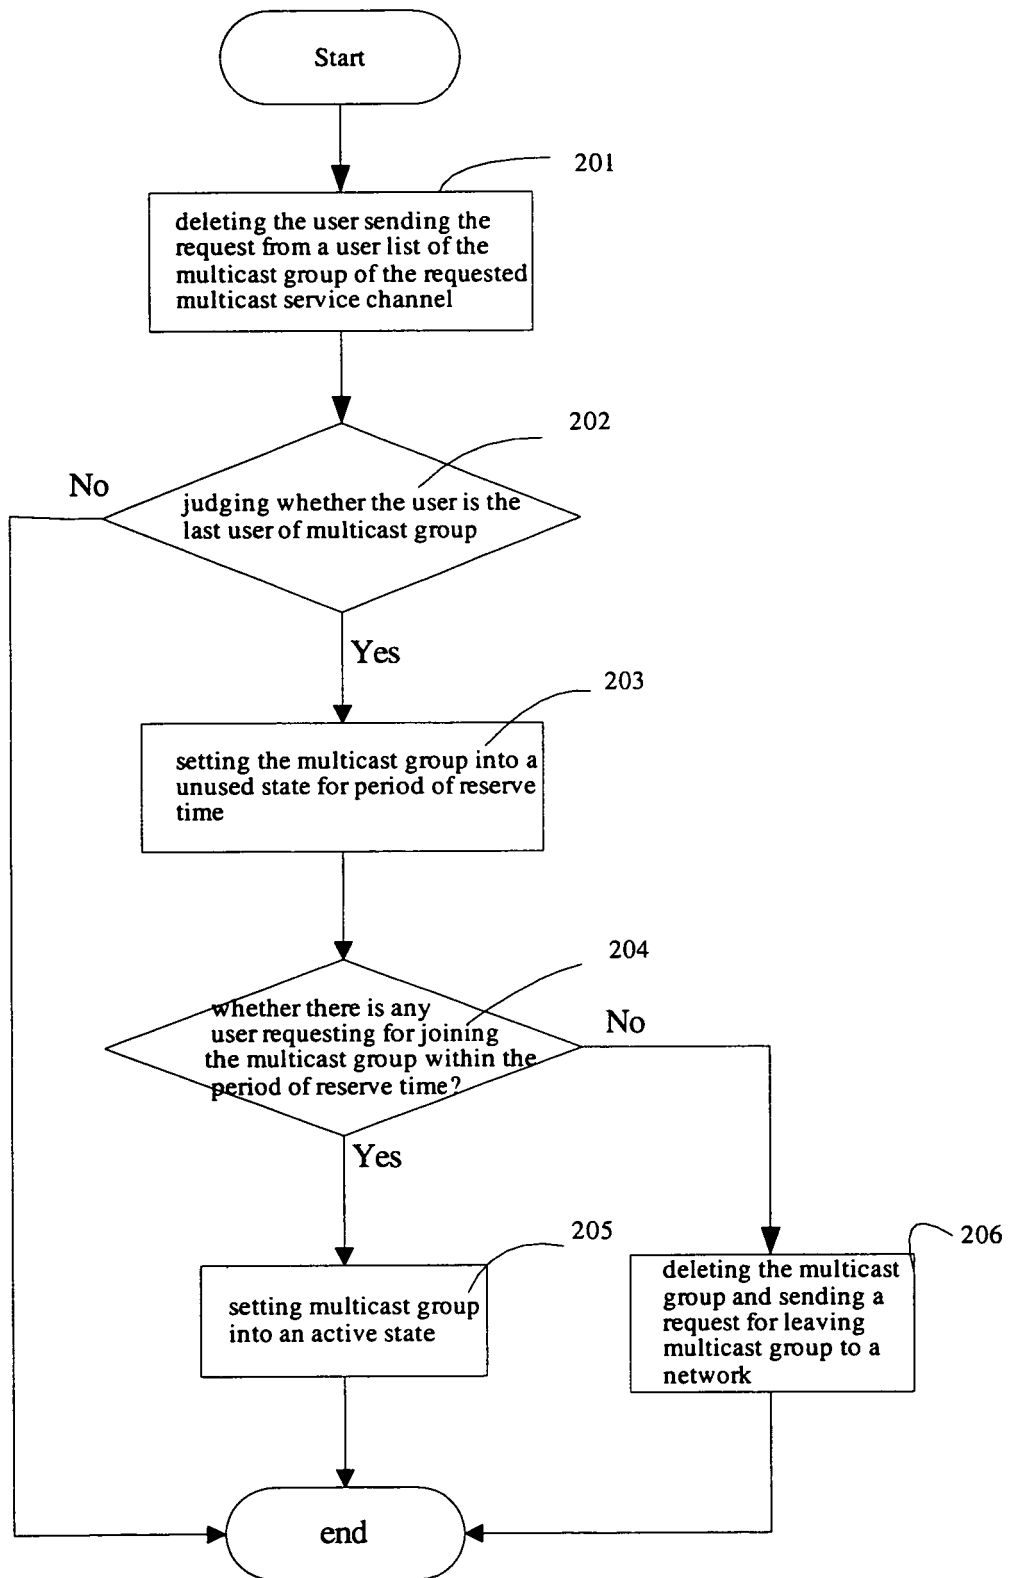 Start
201
deleting the user sending the
request from a user list of the
multicast group of the requested
multicast service channel
202
No
judging whether the user is the
last user of multicast group
Yes
203
setting the multicast group into a
unused state for period of reserve
time
204
whether there is any
user requesting for joining
the multicast group within the
period of reserve time?
No
Yes
205
setting multicast group
into an active state
206
deleting the multicast
group and sending a
request for leaving
multicast group to a
network
end